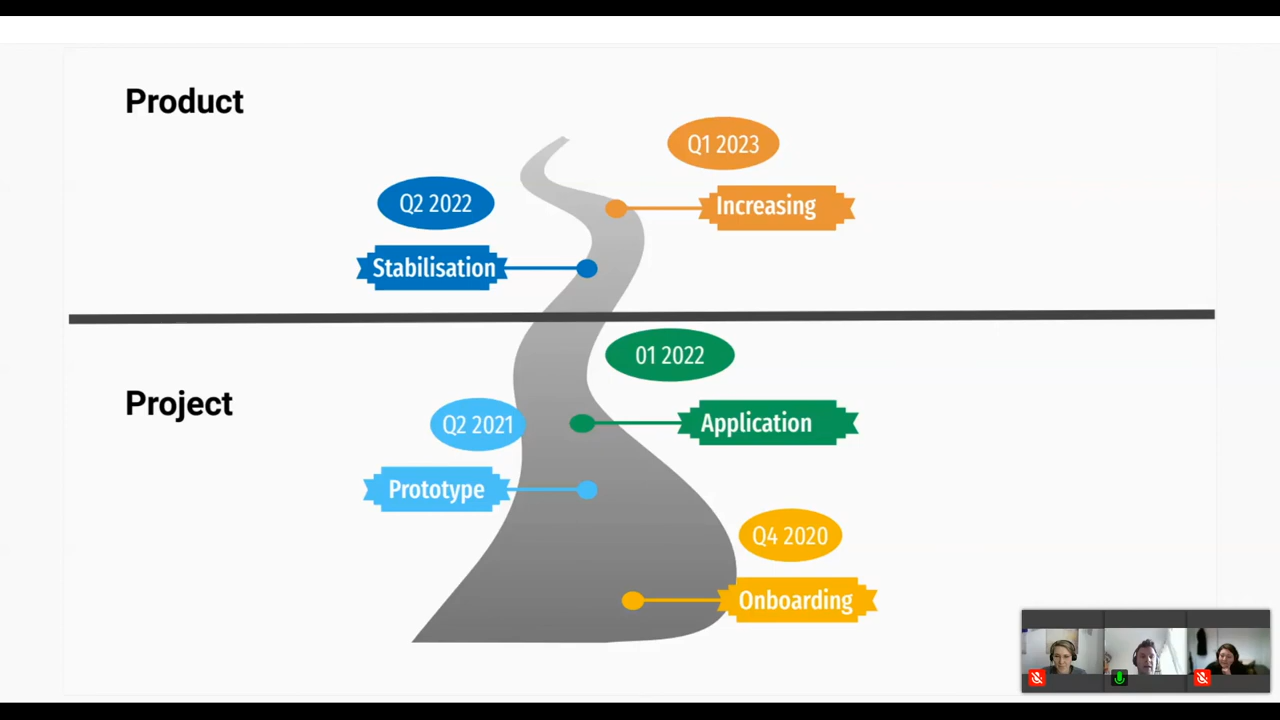 Product
Q1 2023
Increasing
Q2 2022
Stabilisation
01 2022
Project
Application
Q2 2021
Prototype
Q4 2020
Onboarding